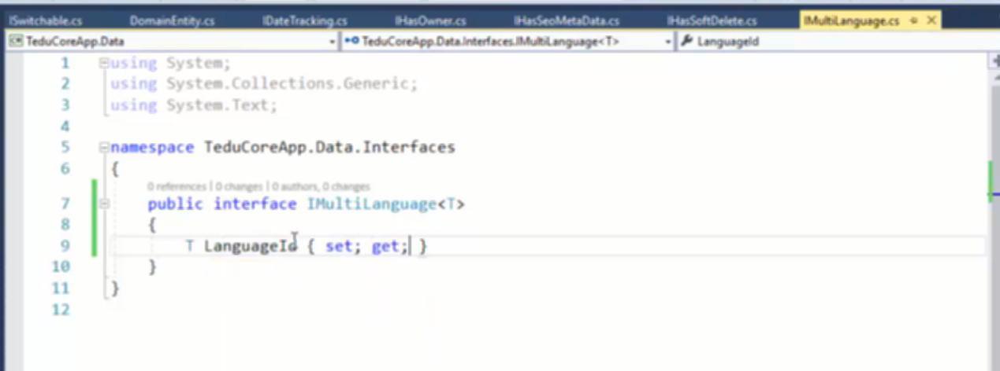 ISwitchable.cs DomainEntity.cs IDateTracking.cs IHasOwner.cs IHasSeoMetaData.cs IHasSoftDelete.cs IMultiLanguage.cs
TeduCoreApp.Data TeduCoreApp.Data.Interfaces.IMultiLanguage<T> LanguageId
1 using System;
2 using System.Collections.Generic;
3 using System.Text;
4
5 namespace TeduCoreApp.Data.Interfaces
6 {
0 references | 0 changes | 0 authors, 0 changes
7 public interface IMultiLanguage<T>
8 {
9 T LanguageId { set; get; }
10 }
11 }
12